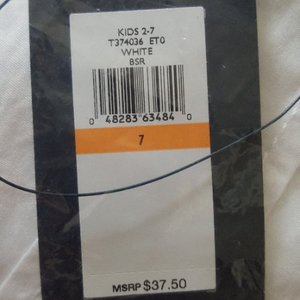 KIDS 2-7
T374036 ET0
WHITE
BSR
0 48283 63484 0
7
MSRP $37.50